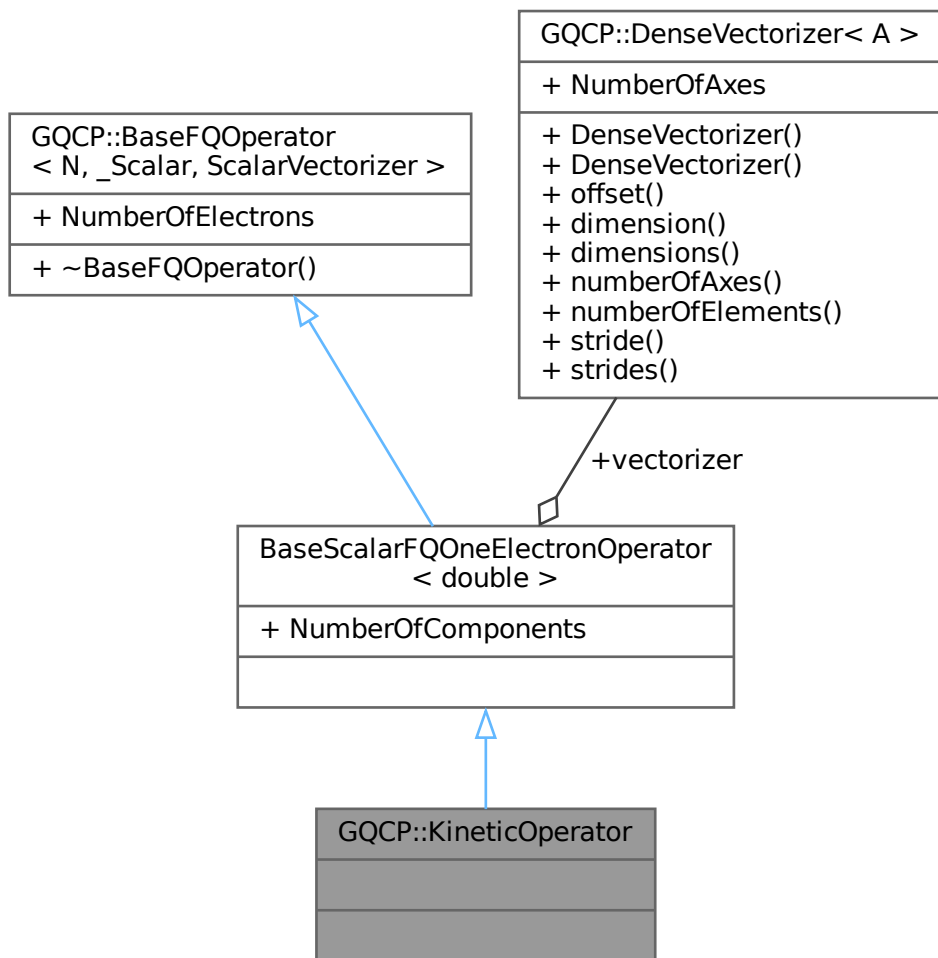 GQCP::DenseVectorizer< A >
+ NumberOfAxes
+ DenseVectorizer()
+ DenseVectorizer()
+ offset()
+ dimension()
+ dimensions()
+ numberOfAxes()
+ numberOfElements()
+ stride()
+ strides()
GQCP::BaseFQOperator
< N, _Scalar, ScalarVectorizer >
+ NumberOfElectrons
+ ~BaseFQOperator()
+vectorizer
BaseScalarFQOneElectronOperator
< double >
+ NumberOfComponents
GQCP::KineticOperator